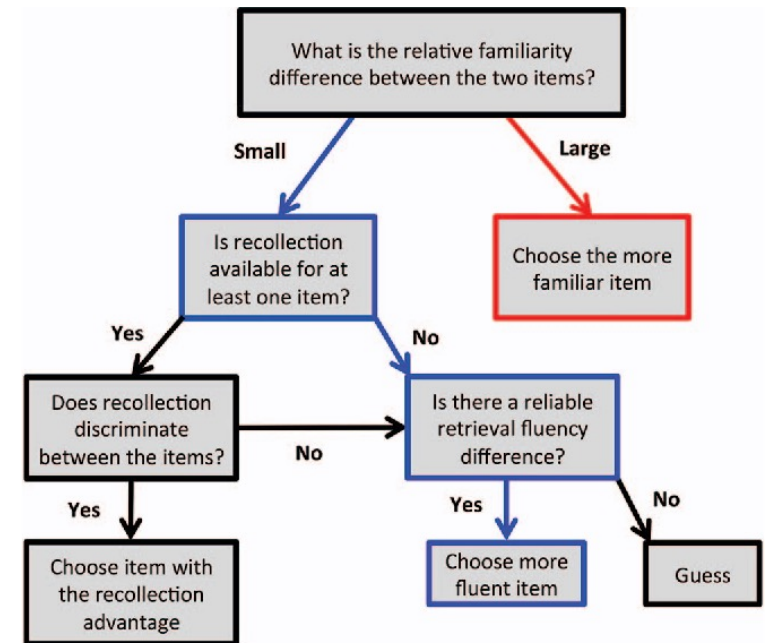 What is the relative familiarity
difference between the two items?
Small
Large
Is recollection
available for at
least one item?
Choose the more
familiar item
Yes
No
Does recollection
discriminate
between the items?
No
Is there a reliable
retrieval fluency
difference?
Yes
Yes
No
Choose item with
the recollection
advantage
Choose more
fluent item
Guess